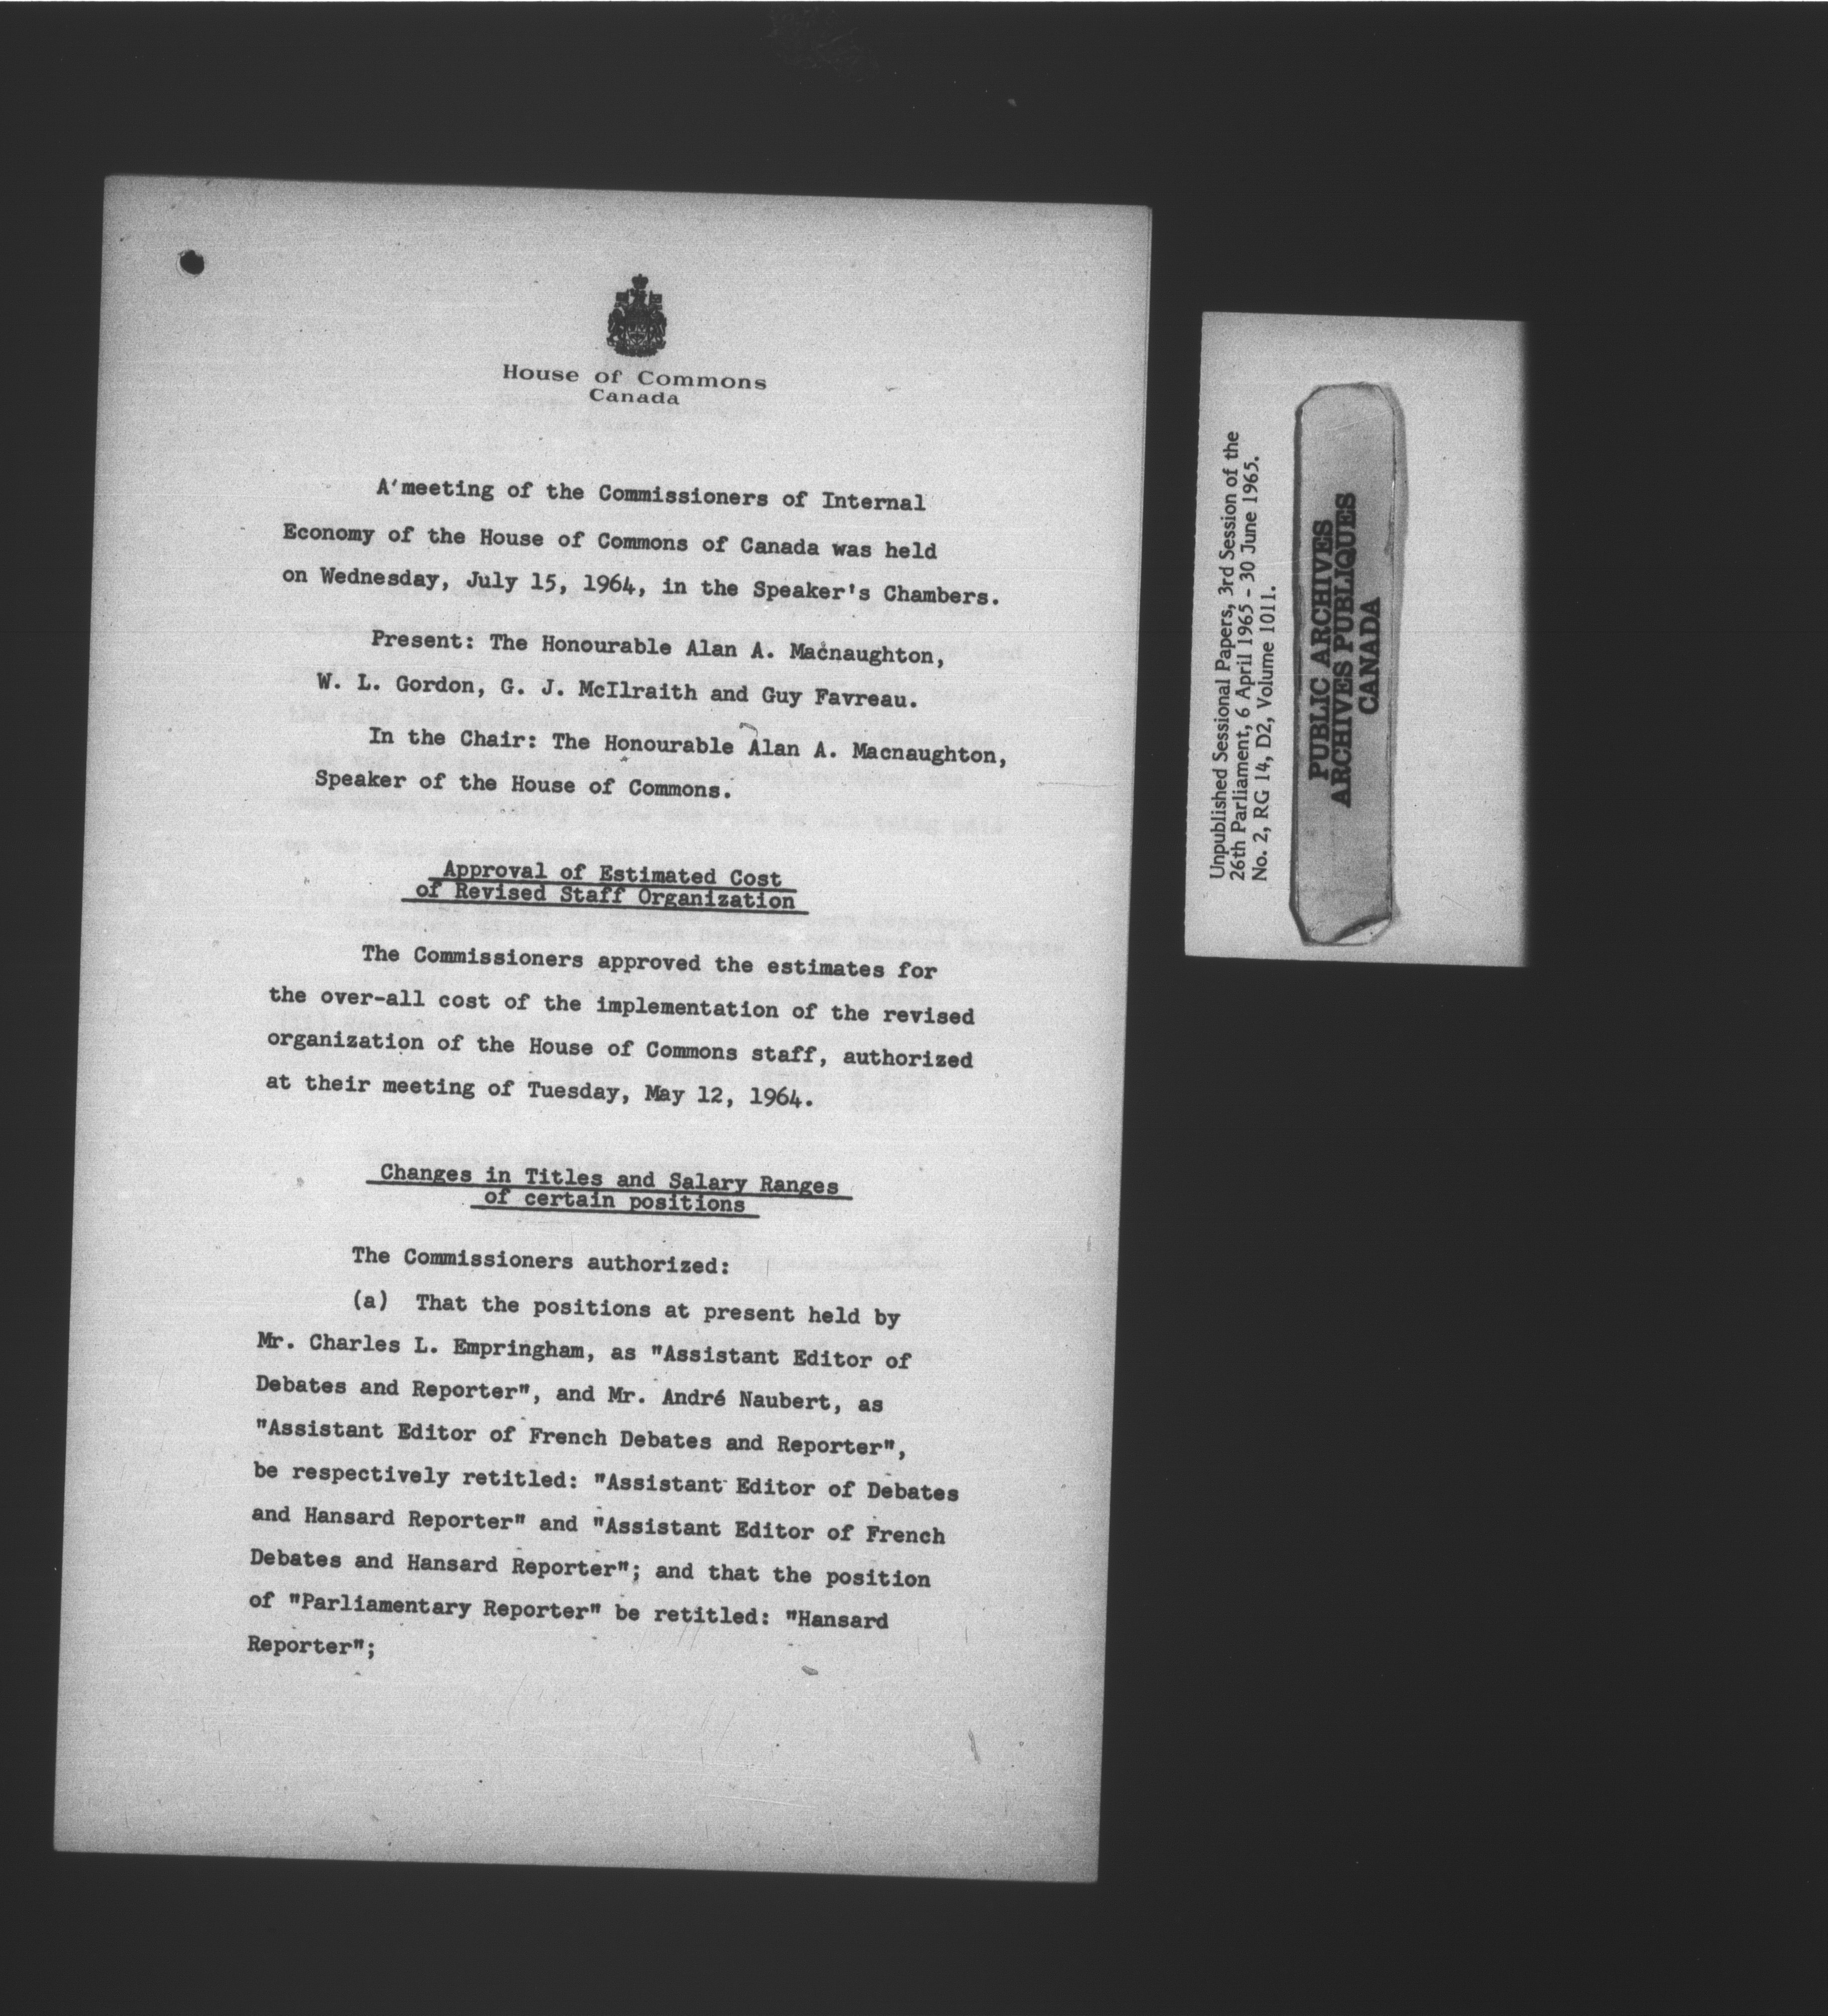 House of Commons
Canada
A meeting of the Commissioners of Internal
Economy of the House of Commons of Canada was held
on Wednesday, July 15, 1964, in the Speaker's Chambers.
Present: The Honourable Alan A. Macnaughton,
W. L. Gordon, G. J. McIlraith and Guy Favreau.
In the Chair: The Honourable Alan A. Macnaughton,
Speaker of the House of Commons.
Approval of Estimated Cost
of Revised Staff Organization
The Commissioners approved the estimates for
the over-all cost of the implementation of the revised
organization of the House of Commons staff, authorized
at their meeting of Tuesday, May 12, 1964.
Changes in Titles and Salary Ranges
of certain positions
The Commissioners authorized:
(a) That the positions at present held by
Mr. Charles L. Empringham, as "Assistant Editor of
Debates and Reporter", and Mr. André Naubert, as
"Assistant Editor of French Debates and Reporter",
be respectively retitled: "Assistant Editor of Debates
and Hansard Reporter" and "Assistant Editor of French
Debates and Hansard Reporter"; and that the position
of "Parliamentary Reporter" be retitled: "Hansard
Reporter";
Unpublished Sessional Papers, 3rd Session of the
26th Parliament, 6 April 1965 - 30 June 1965.
No. 2, RG 14, D2, Volume 1011.
PUBLIC ARCHIVES
ARCHIVES PUBLIQUES
CANADA